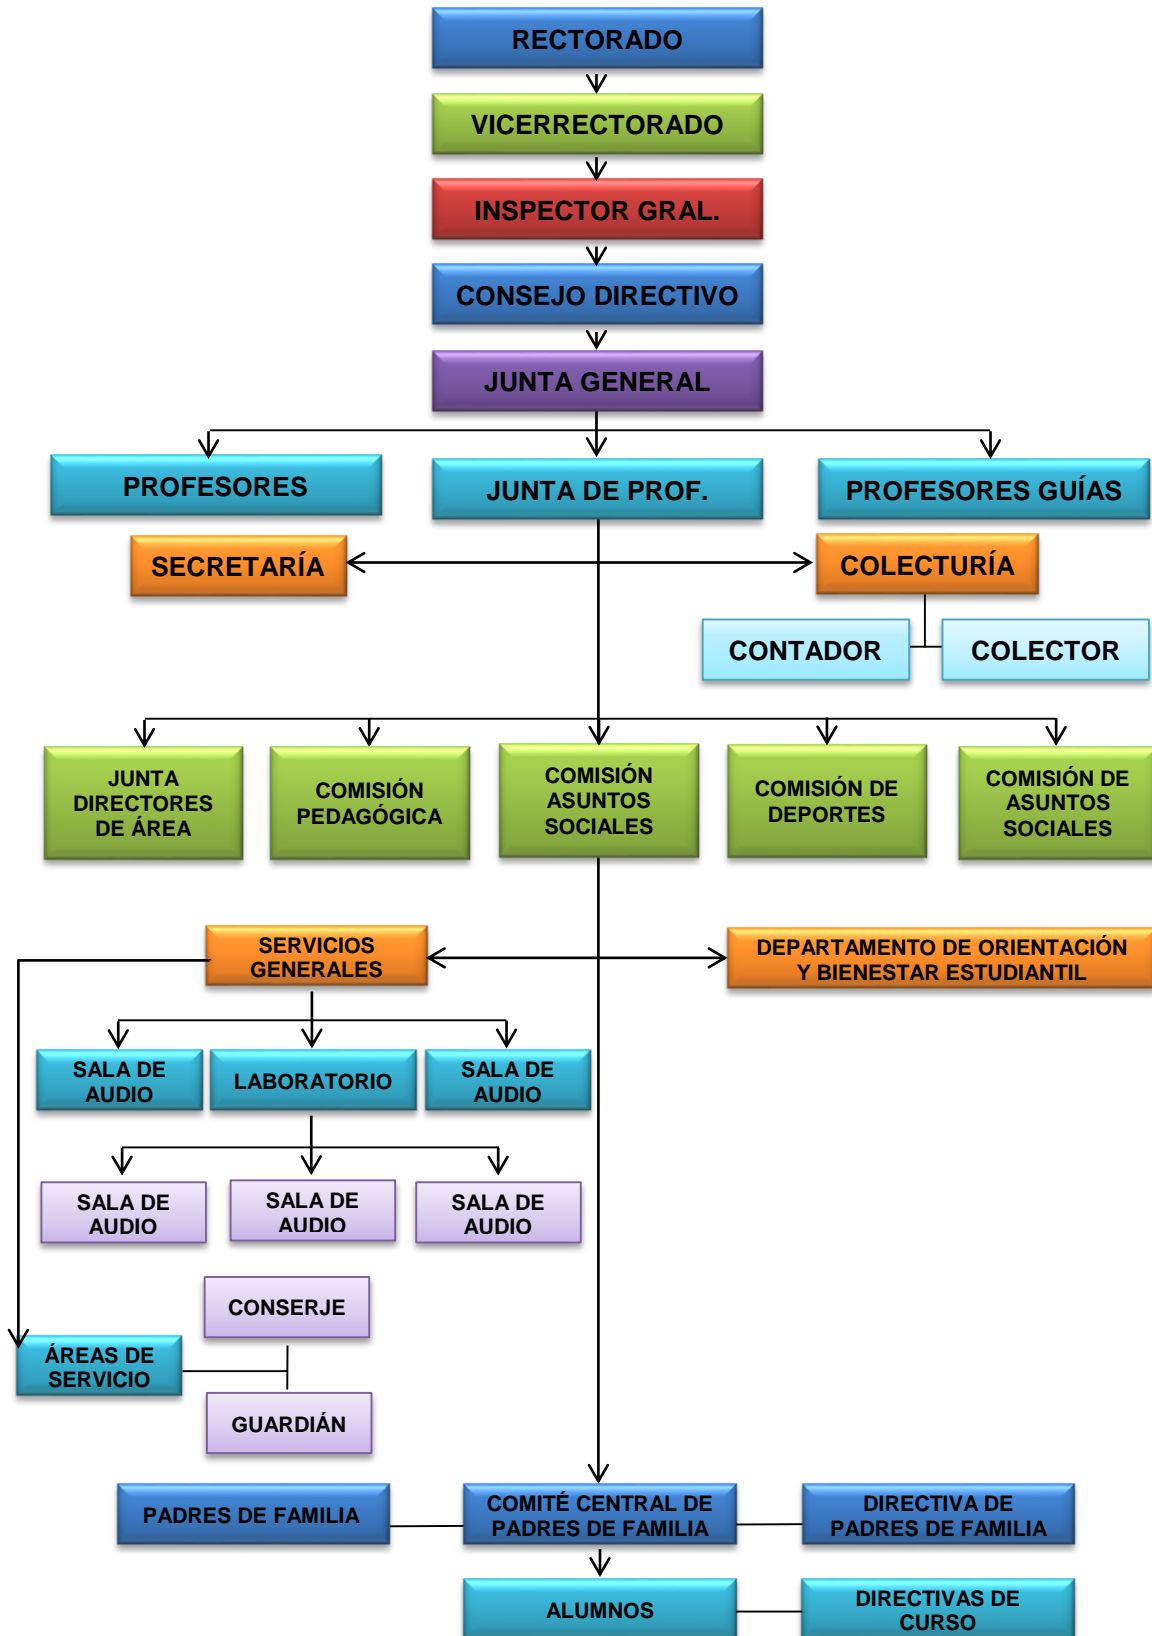 RECTORADO
VICERRECTORADO
INSPECTOR GRAL.
CONSEJO DIRECTIVO
JUNTA GENERAL
PROFESORES
JUNTA DE PROF.
PROFESORES GUÍAS
SECRETARÍA
COLECTURÍA
CONTADOR
COLECTOR
JUNTA
DIRECTORES
DE ÁREA
COMISIÓN
PEDAGÓGICA
COMISIÓN
ASUNTOS
SOCIALES
COMISIÓN DE
DEPORTES
COMISIÓN DE
ASUNTOS
SOCIALES
SERVICIOS
GENERALES
DEPARTAMENTO DE ORIENTACIÓN
Y BIENESTAR ESTUDIANTIL
SALA DE
AUDIO
LABORATORIO
SALA DE
AUDIO
SALA DE
AUDIO
SALA DE
AUDIO
SALA DE
AUDIO
CONSERJE
ÁREAS DE
SERVICIO
GUARDIÁN
PADRES DE FAMILIA
COMITÉ CENTRAL DE
PADRES DE FAMILIA
DIRECTIVA DE
PADRES DE FAMILIA
ALUMNOS
DIRECTIVAS DE
CURSO